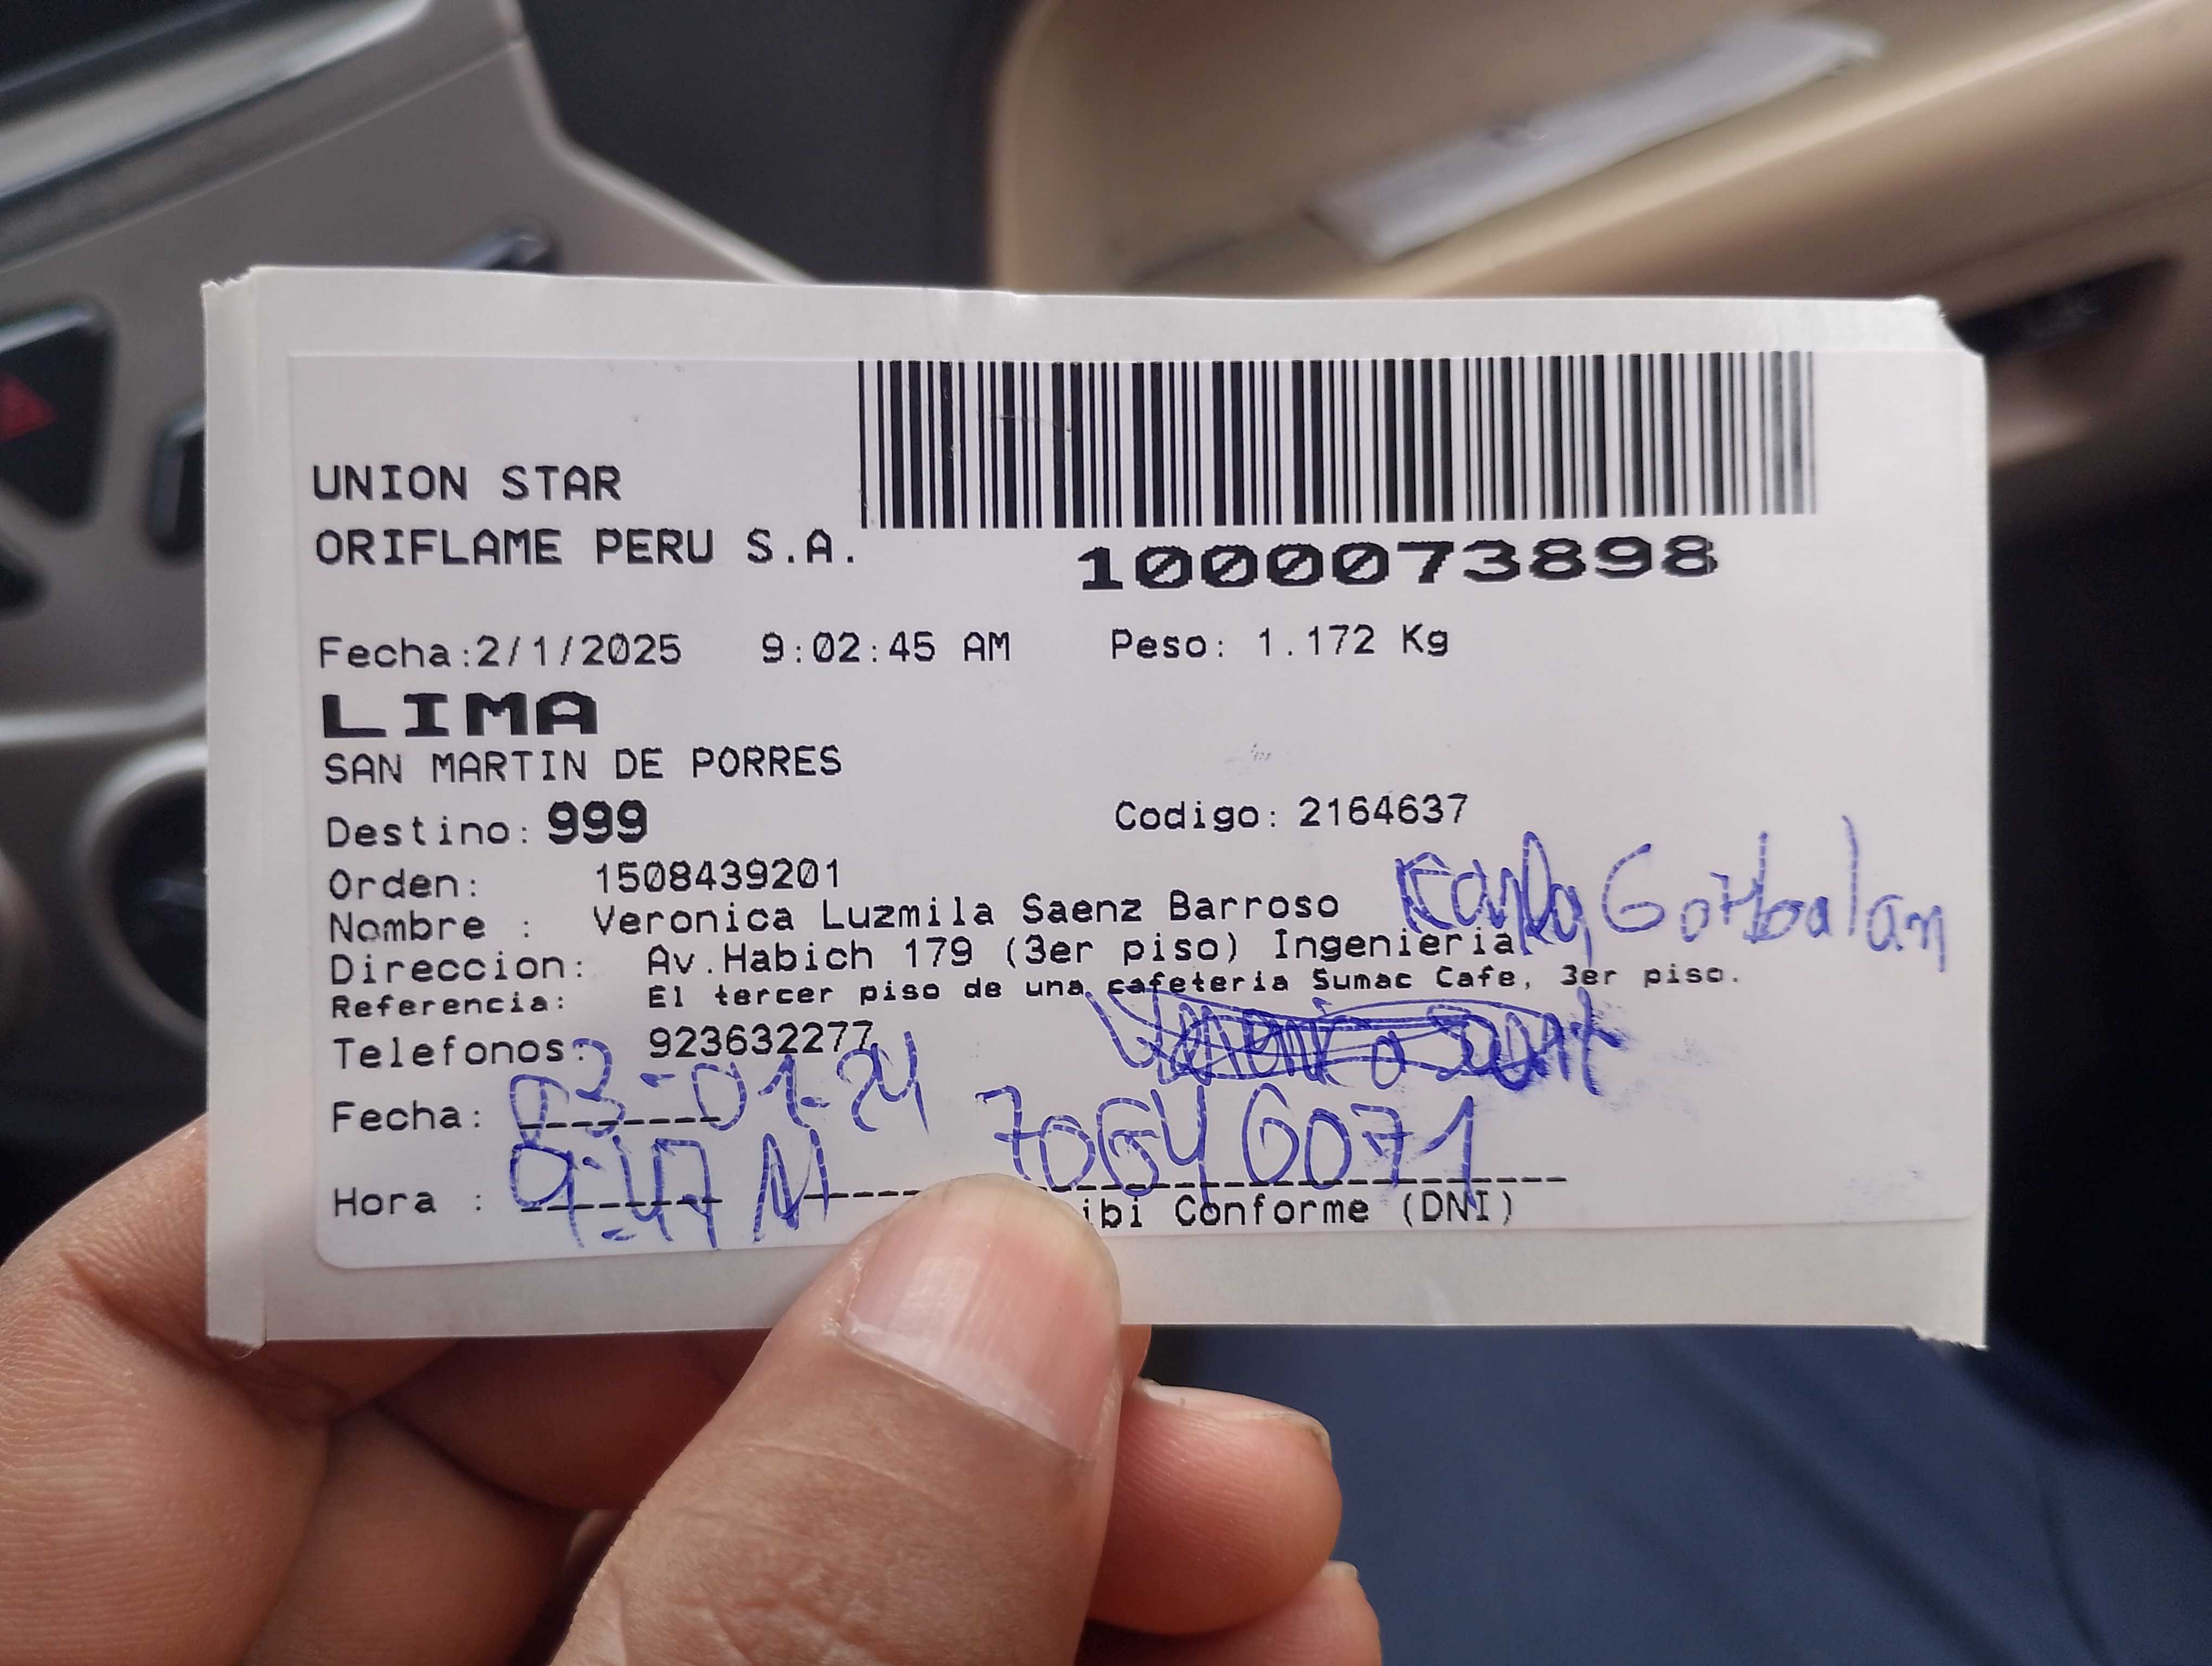 UNION STAR
ORIFLAME PERU S.A.
1000073898
Fecha:2/1/2025 9:02:45 AM Peso: 1.172 Kg
LIMA
SAN MARTIN DE PORRES
Destino: 999 Codigo: 2164637
Orden: 1508439201
Nombre : Veronica Luzmila Saenz Barroso
Direccion: Av.Habich 179 (3er piso) Ingenieria
Referencia: El tercer piso de una cafeteria Sumac Cafe, 3er piso.
Telefonos: 923632277
Fecha: 03-01-24 70646071
Hora : 9:47
Conforme (DNI)